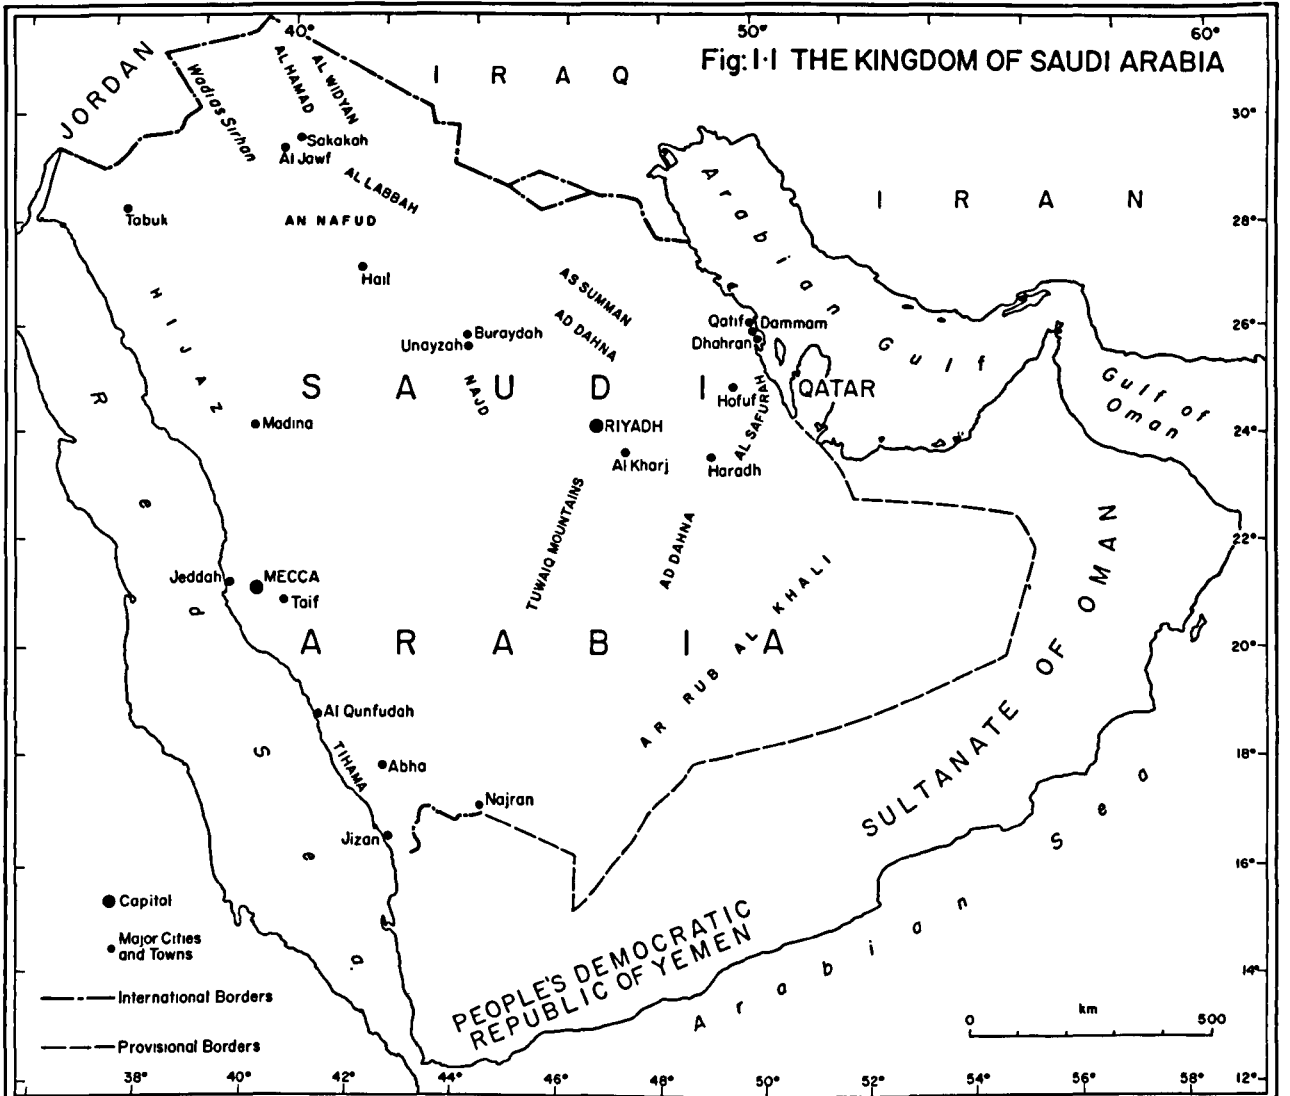 40°
50°
60°
Fig: 1·1 THE KINGDOM OF SAUDI ARABIA
JORDAN
Wadias Sirhan
AL HAMAD
AL WIDYAN
IRAQ
30°
Sakakah
Al Jawf
AL LABBAH
Arabian Gulf
IRAN
Tabuk
AN NAFUD
28°
Hail
HIJAZ
AS SUMMAN
AD DAHNA
Qatif
Dammam
26°
Buraydah
Unayzah
Dhahran
NAJD
SAUDI
Hofuf
QATAR
Gulf of
Oman
AL SAFURAH
Madina
RIYADH
24°
Al Kharj
Haradh
Red Sea
TUWAIQ MOUNTAINS
AD DAHNA
22°
Jeddah
MECCA
Taif
AR RUB AL KHALI
SULTANATE OF OMAN
ARABIA
20°
Al Qunfudah
TIHAMA
Abha
18°
Najran
Jizan
16°
Capital
Major Cities
and Towns
PEOPLE'S DEMOCRATIC
REPUBLIC OF YEMEN
Arabian Sea
14°
International Borders
km
0
500
Provisional Borders
38°
40°
42°
44°
46°
48°
50°
52°
54°
56°
58°
12°